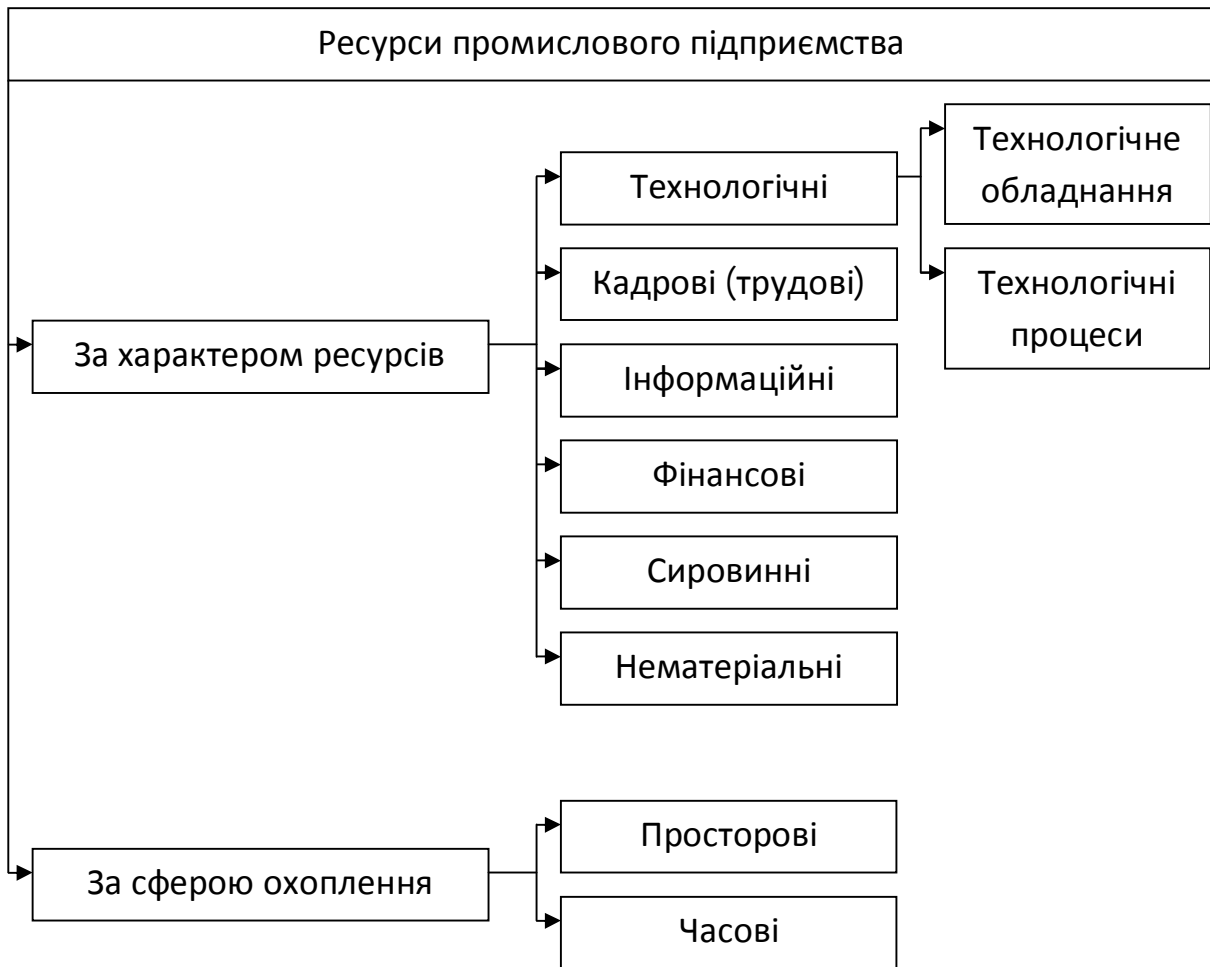 Ресурси промислового підприємства
Технологічне
обладнання
Технологічні
Кадрові (трудові)
Технологічні
процеси
За характером ресурсів
Інформаційні
Фінансові
Сировинні
Нематеріальні
Просторові
За сферою охоплення
Часові